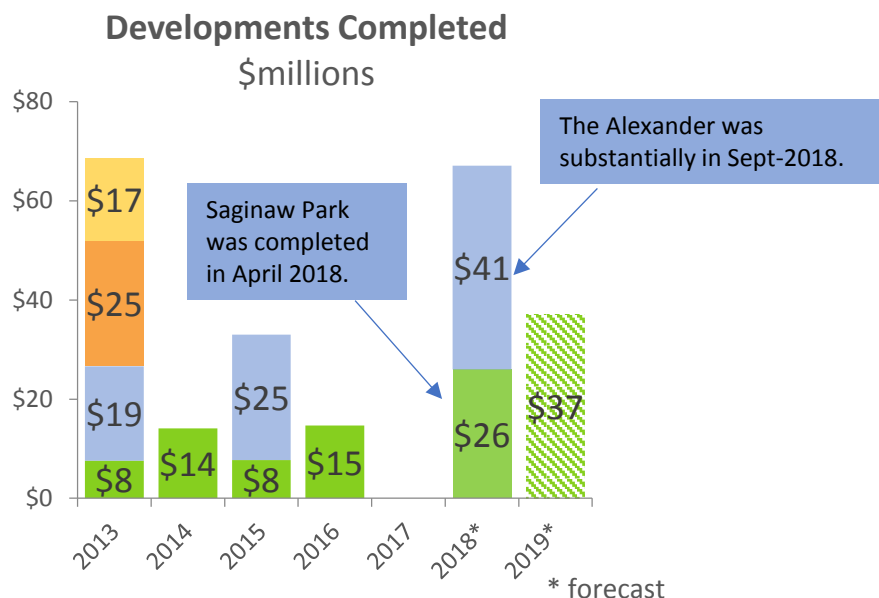 Developments Completed
$millions
$80
$60
$40
$20
$0
$17
$25
$19
$8
$14
$25
$8
$15
$41
$26
$37
Saginaw Park
was completed
in April 2018.
The Alexander was
substantially in Sept-2018.
2013
2014
2015
2016
2017
2018*
2019*
* forecast